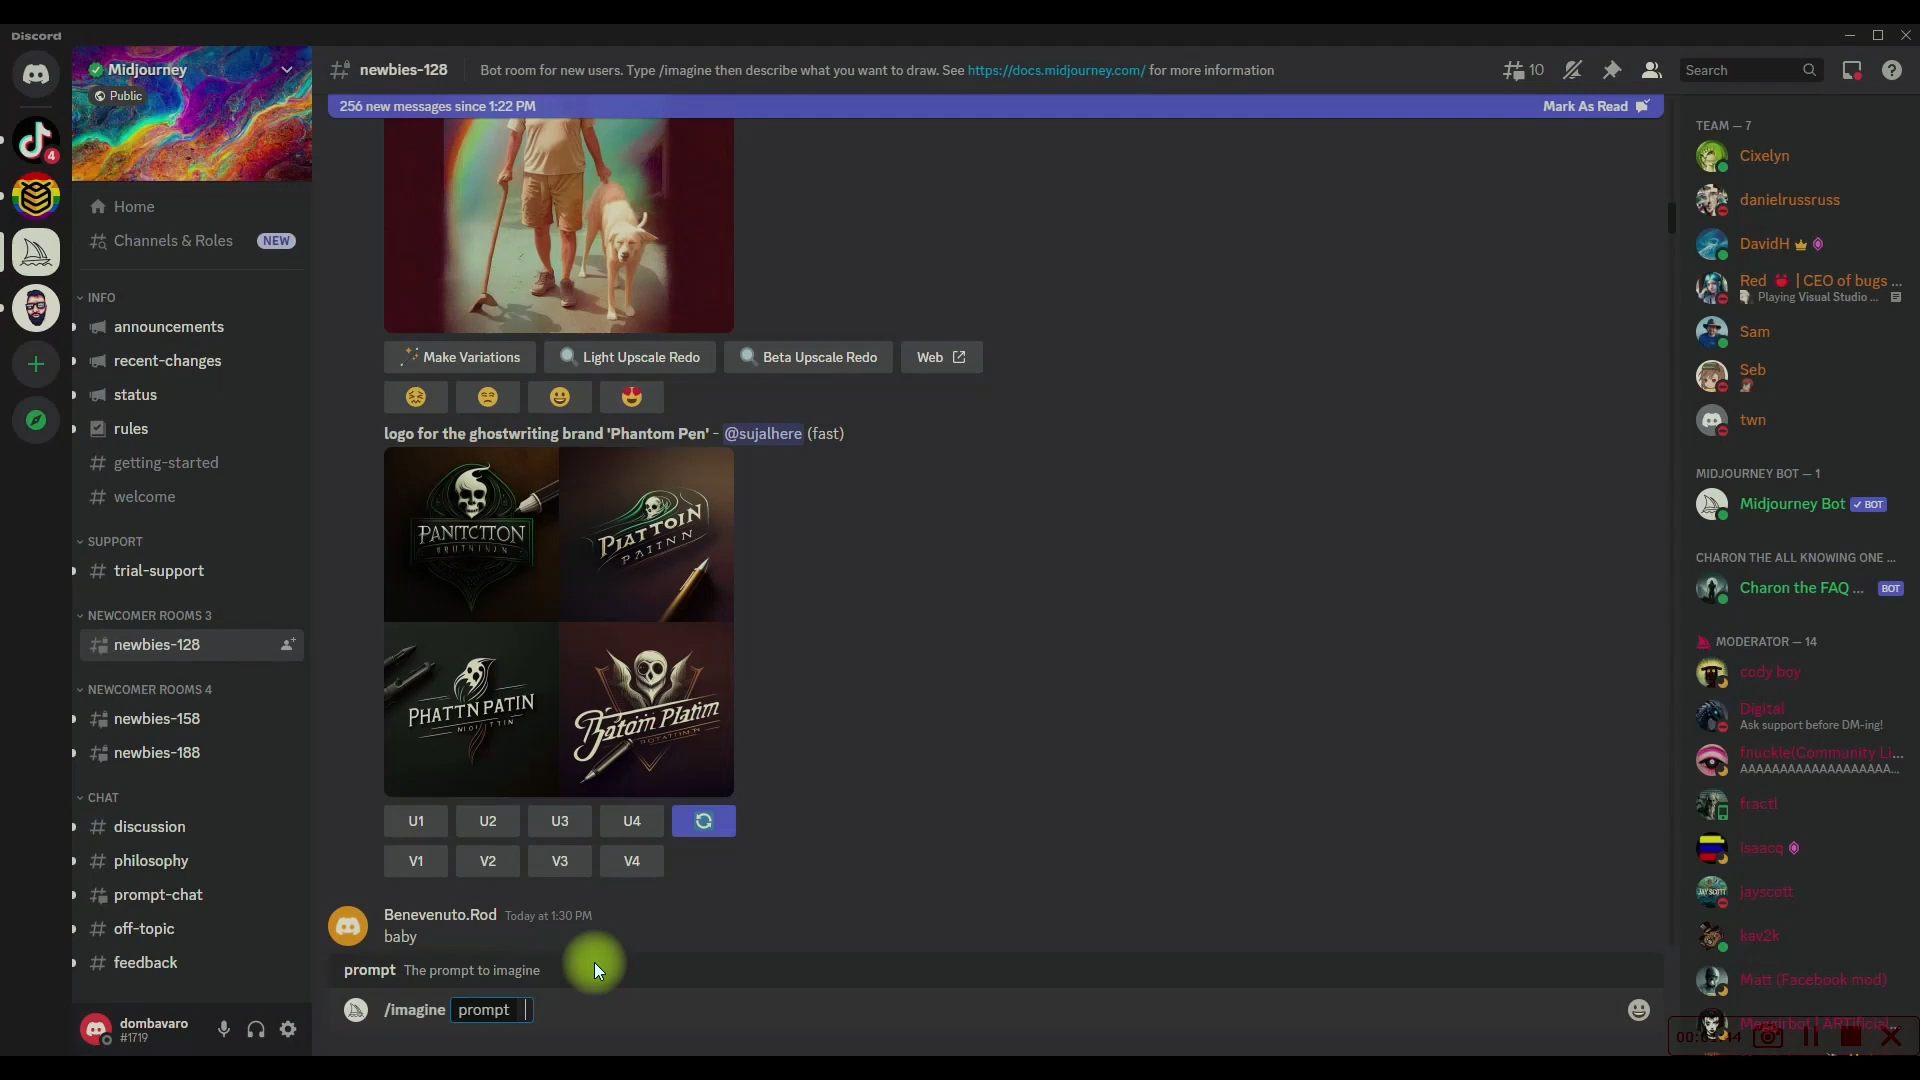 Discord
Midjourney
Public
newbies-128
Bot room for new users. Type /imagine then describe what you want to draw. See https://docs.midjourney.com/ for more information
10
Search
256 new messages since 1:22 PM
Mark As Read
4
Home
Channels & Roles
NEW
INFO
announcements
recent-changes
status
rules
getting-started
welcome
SUPPORT
trial-support
NEWCOMER ROOMS 3
newbies-128
NEWCOMER ROOMS 4
newbies-158
newbies-188
CHAT
discussion
philosophy
prompt-chat
off-topic
feedback
dombavaro
#1719
Make Variations
Light Upscale Redo
Beta Upscale Redo
Web
logo for the ghostwriting brand 'Phantom Pen' - @sujalhere (fast)
PANITCTTON
PIATTOIN
PATINN
PHATTN PATIN
Batom Platim
U1
U2
U3
U4
V1
V2
V3
V4
Benevenuto.Rod Today at 1:30 PM
baby
prompt The prompt to imagine
/imagine prompt
TEAM — 7
Cixelyn
danielrussruss
DavidH
Red | CEO of bugs ...
Playing Visual Studio ...
Sam
Seb
twn
MIDJOURNEY BOT — 1
Midjourney Bot
BOT
CHARON THE ALL KNOWING ONE ...
Charon the FAQ ...
BOT
MODERATOR — 14
cody boy
Digital
Ask support before DM-ing!
fnuckle(Community Li...
AAAAAAAAAAAAAAAAAAA...
fractl
isaacq
jayscott
kav2k
Matt (Facebook mod)